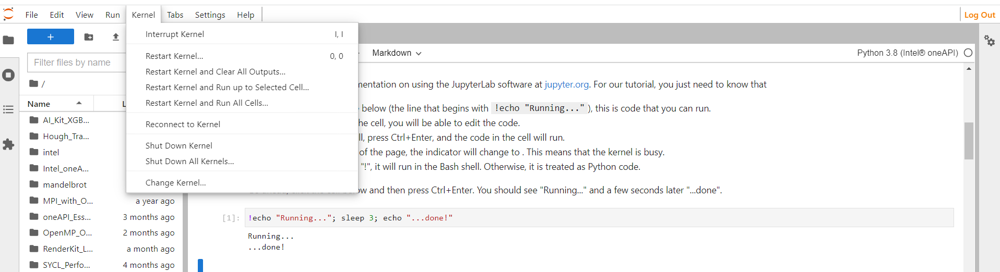 File Edit View Run Kernel Tabs Settings Help
Log Out
Interrupt Kernel I, I
Restart Kernel... 0, 0
Restart Kernel and Clear All Outputs...
Restart Kernel and Run up to Selected Cell...
Restart Kernel and Run All Cells...
Reconnect to Kernel
Shut Down Kernel
Shut Down All Kernels...
Change Kernel...
+
Filter files by name
/
Name L
AI_Kit_XGB...
Hough_Tra...
intel
Intel_oneA...
mandelbrot
MPI_with_O... a year ago
oneAPI_Ess... 3 months ago
OpenMP_O... 2 months ago
RenderKit_L... a month ago
SYCL_Perfo... 4 months ago
Markdown
Python 3.8 (Intel® oneAPI)
mentation on using the JupyterLab software at jupyter.org. For our tutorial, you just need to know that
below (the line that begins with !echo "Running..."), this is code that you can run.
he cell, you will be able to edit the code.
ll, press Ctrl+Enter, and the code in the cell will run.
of the page, the indicator will change to . This means that the kernel is busy.
"!", it will run in the Bash shell. Otherwise, it is treated as Python code.
ow and then press Ctrl+Enter. You should see "Running..." and a few seconds later "...done".
[1]: !echo "Running..."; sleep 3; echo "...done!"
Running...
...done!